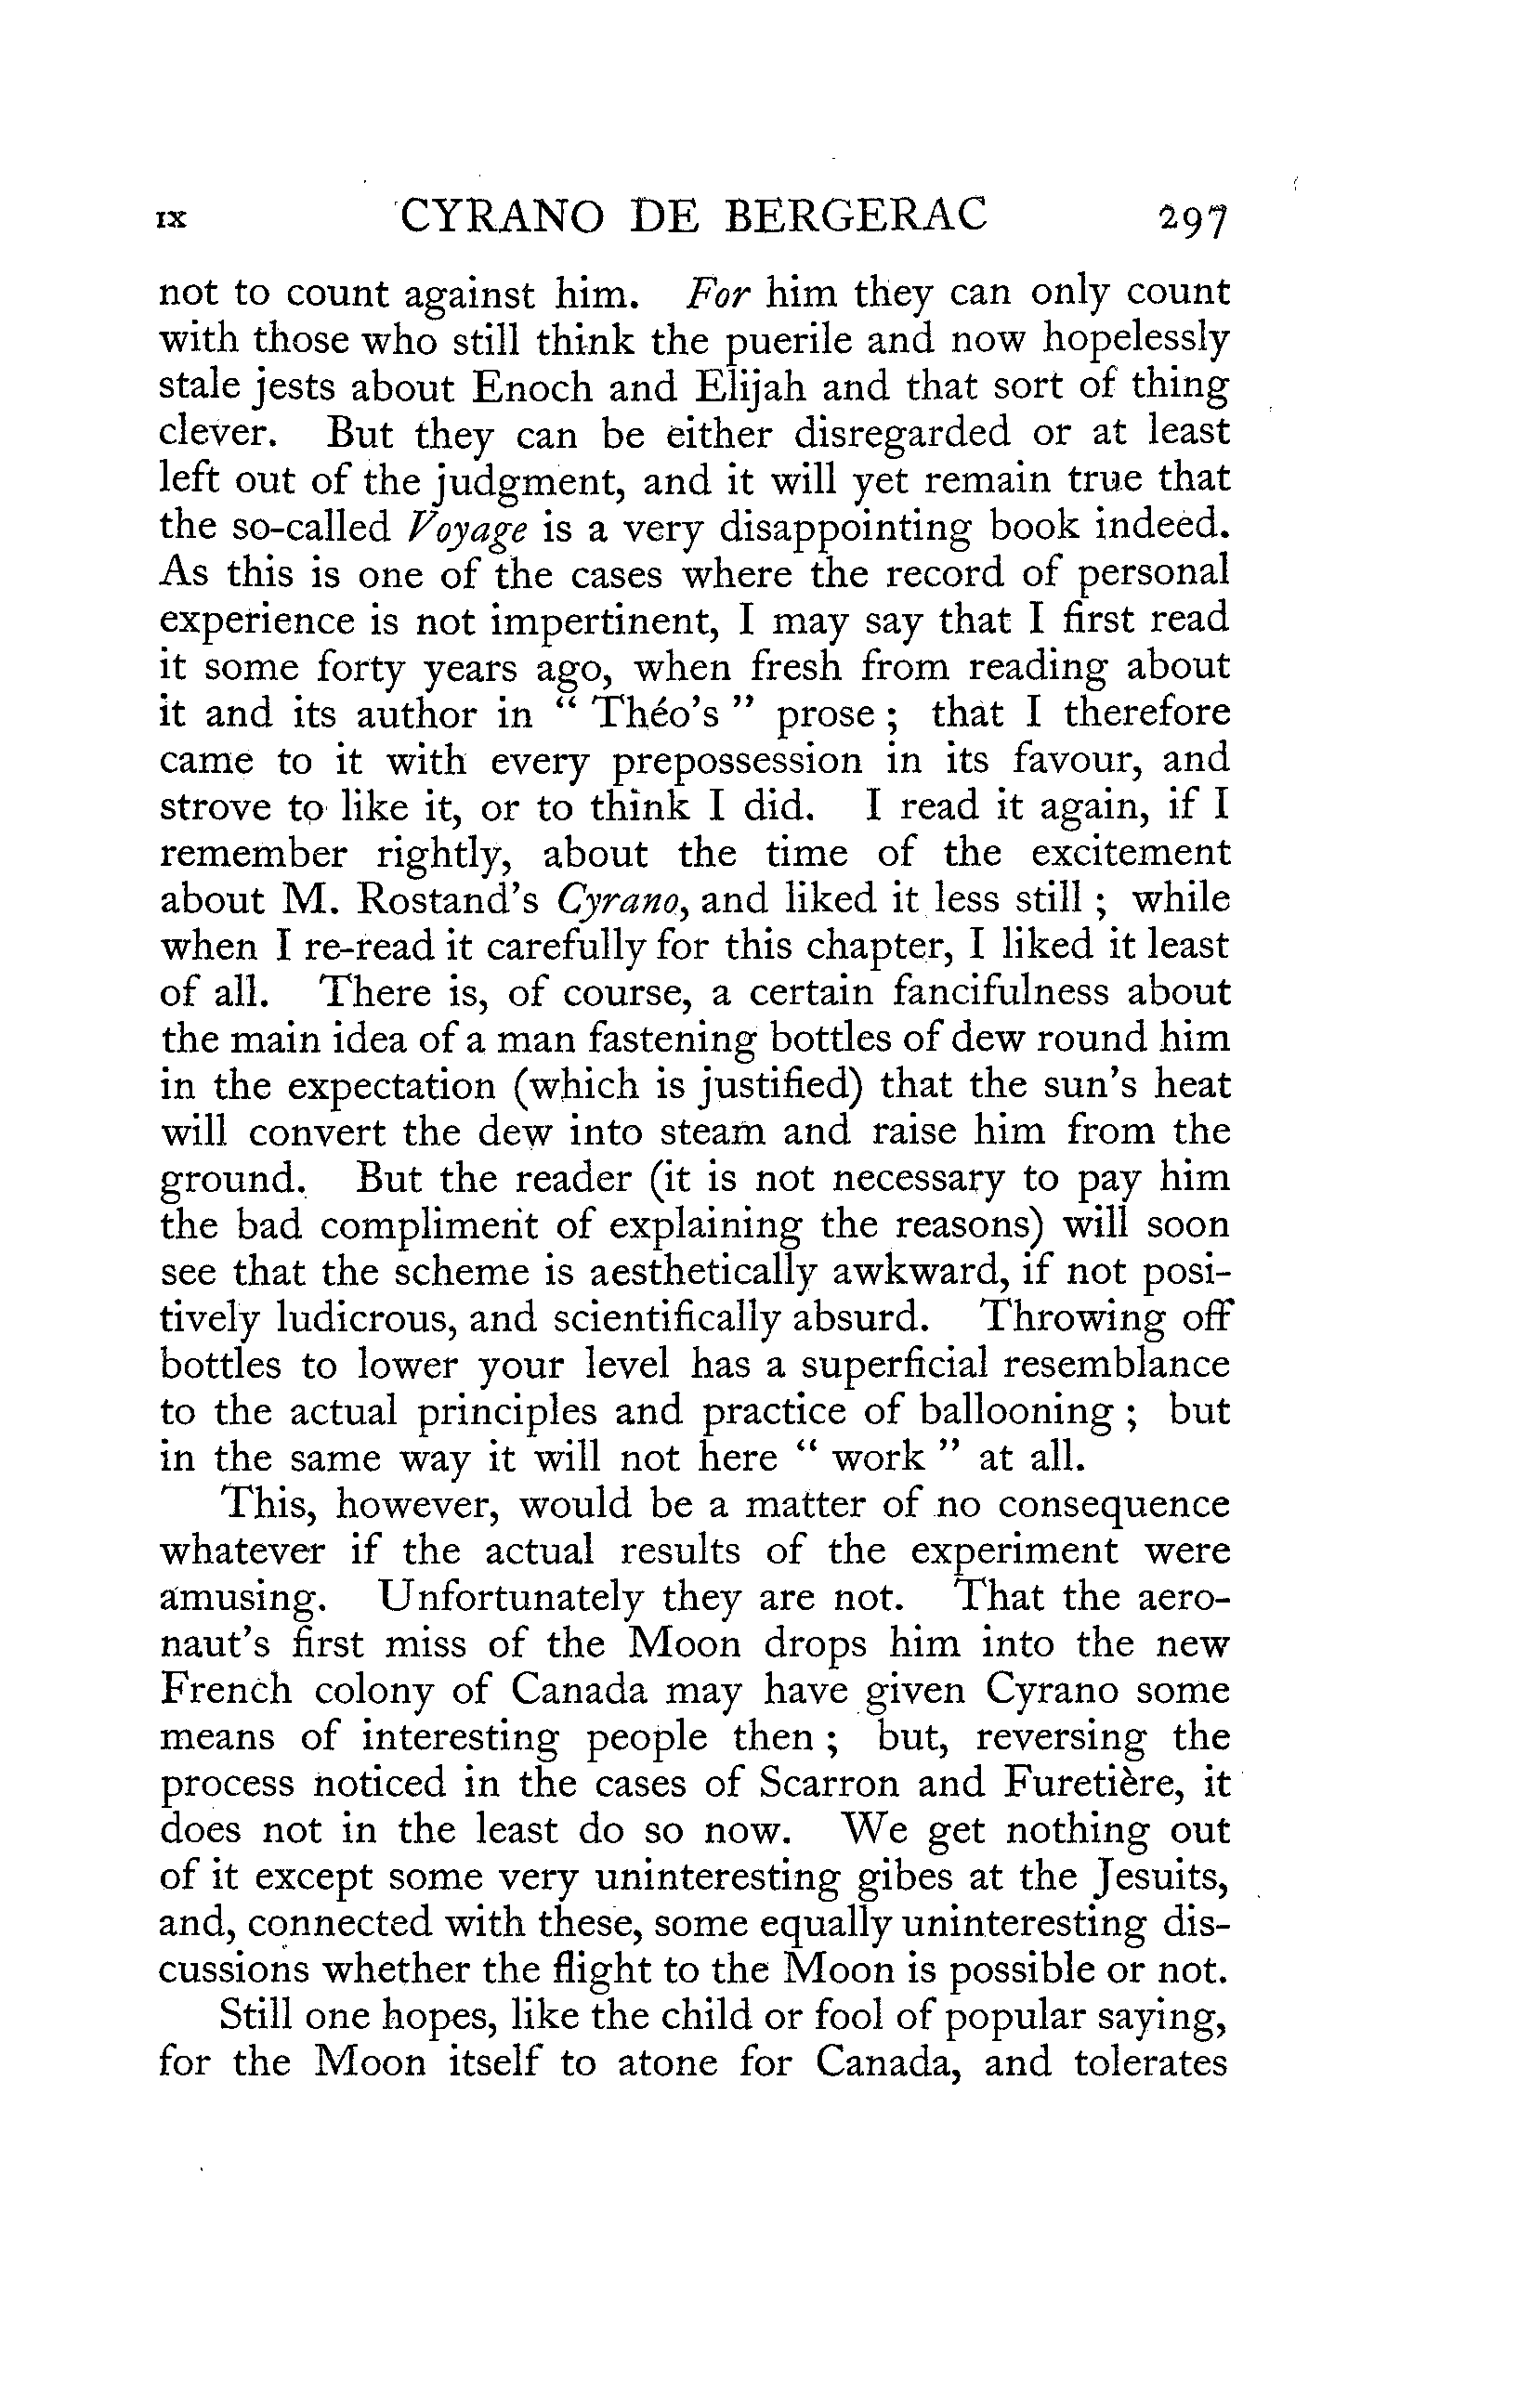 IX CYRANO DE BERGERAC 297
not to count against him. For him they can only count
with those who still think the puerile and now hopelessly
stale jests about Enoch and Elijah and that sort of thing
clever. But they can be either disregarded or at least
left out of the judgment, and it will yet remain true that
the so-called Voyage is a very disappointing book indeed.
As this is one of the cases where the record of personal
experience is not impertinent, I may say that I first read
it some forty years ago, when fresh from reading about
it and its author in “ Théo's ” prose ; that I therefore
came to it with every prepossession in its favour, and
strove to like it, or to think I did. I read it again, if I
remember rightly, about the time of the excitement
about M. Rostand's Cyrano, and liked it less still ; while
when I re-read it carefully for this chapter, I liked it least
of all. There is, of course, a certain fancifulness about
the main idea of a man fastening bottles of dew round him
in the expectation (which is justified) that the sun's heat
will convert the dew into steam and raise him from the
ground. But the reader (it is not necessary to pay him
the bad compliment of explaining the reasons) will soon
see that the scheme is aesthetically awkward, if not posi-
tively ludicrous, and scientifically absurd. Throwing off
bottles to lower your level has a superficial resemblance
to the actual principles and practice of ballooning ; but
in the same way it will not here “ work ” at all.
This, however, would be a matter of no consequence
whatever if the actual results of the experiment were
amusing. Unfortunately they are not. That the aero-
naut's first miss of the Moon drops him into the new
French colony of Canada may have given Cyrano some
means of interesting people then ; but, reversing the
process noticed in the cases of Scarron and Furetière, it
does not in the least do so now. We get nothing out
of it except some very uninteresting gibes at the Jesuits,
and, connected with these, some equally uninteresting dis-
cussions whether the flight to the Moon is possible or not.
Still one hopes, like the child or fool of popular saying,
for the Moon itself to atone for Canada, and tolerates